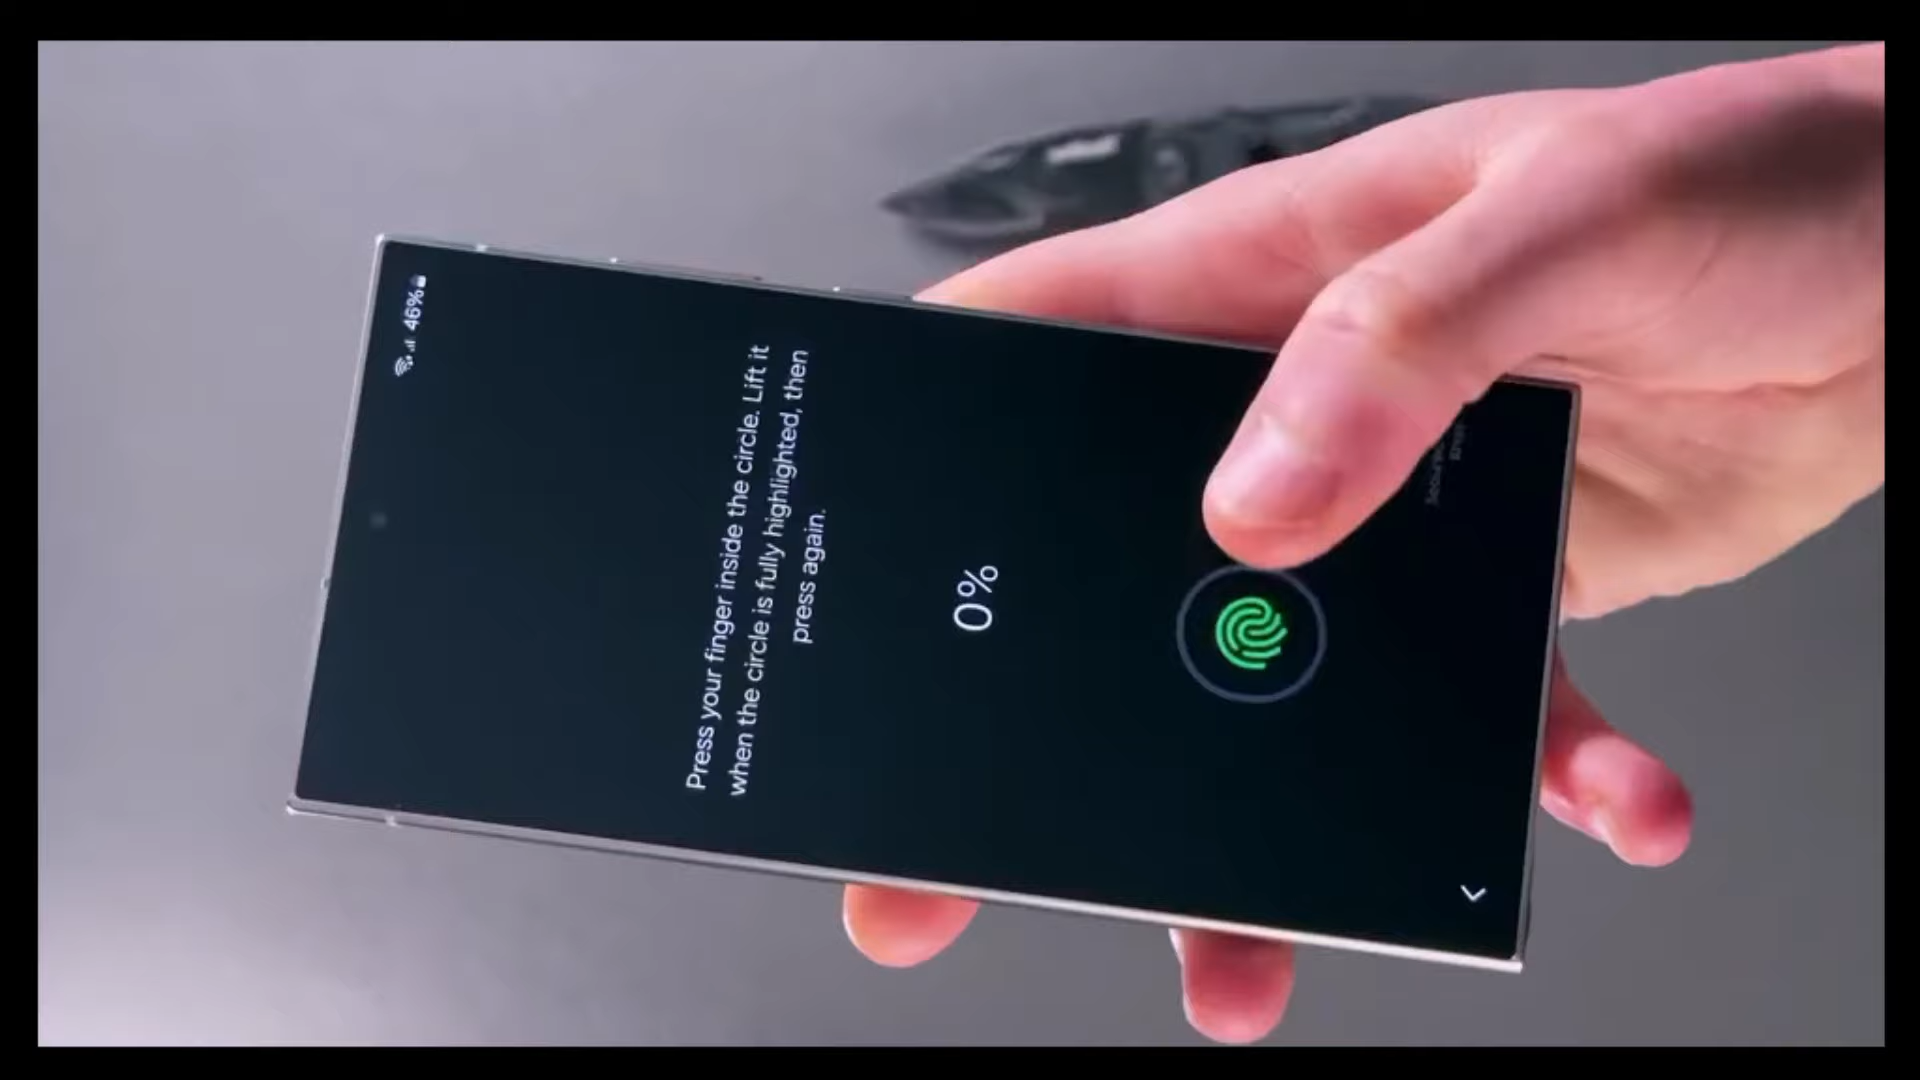 46%
Press your finger inside the circle. Lift it
when the circle is fully highlighted, then
press again.
0%